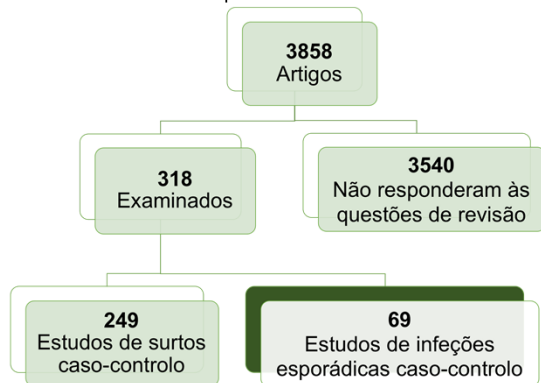 3858
Artigos
318
Examinados
3540
Não responderam às
questões de revisão
249
Estudos de surtos
caso-controlo
69
Estudos de infeções
esporádicas caso-controlo